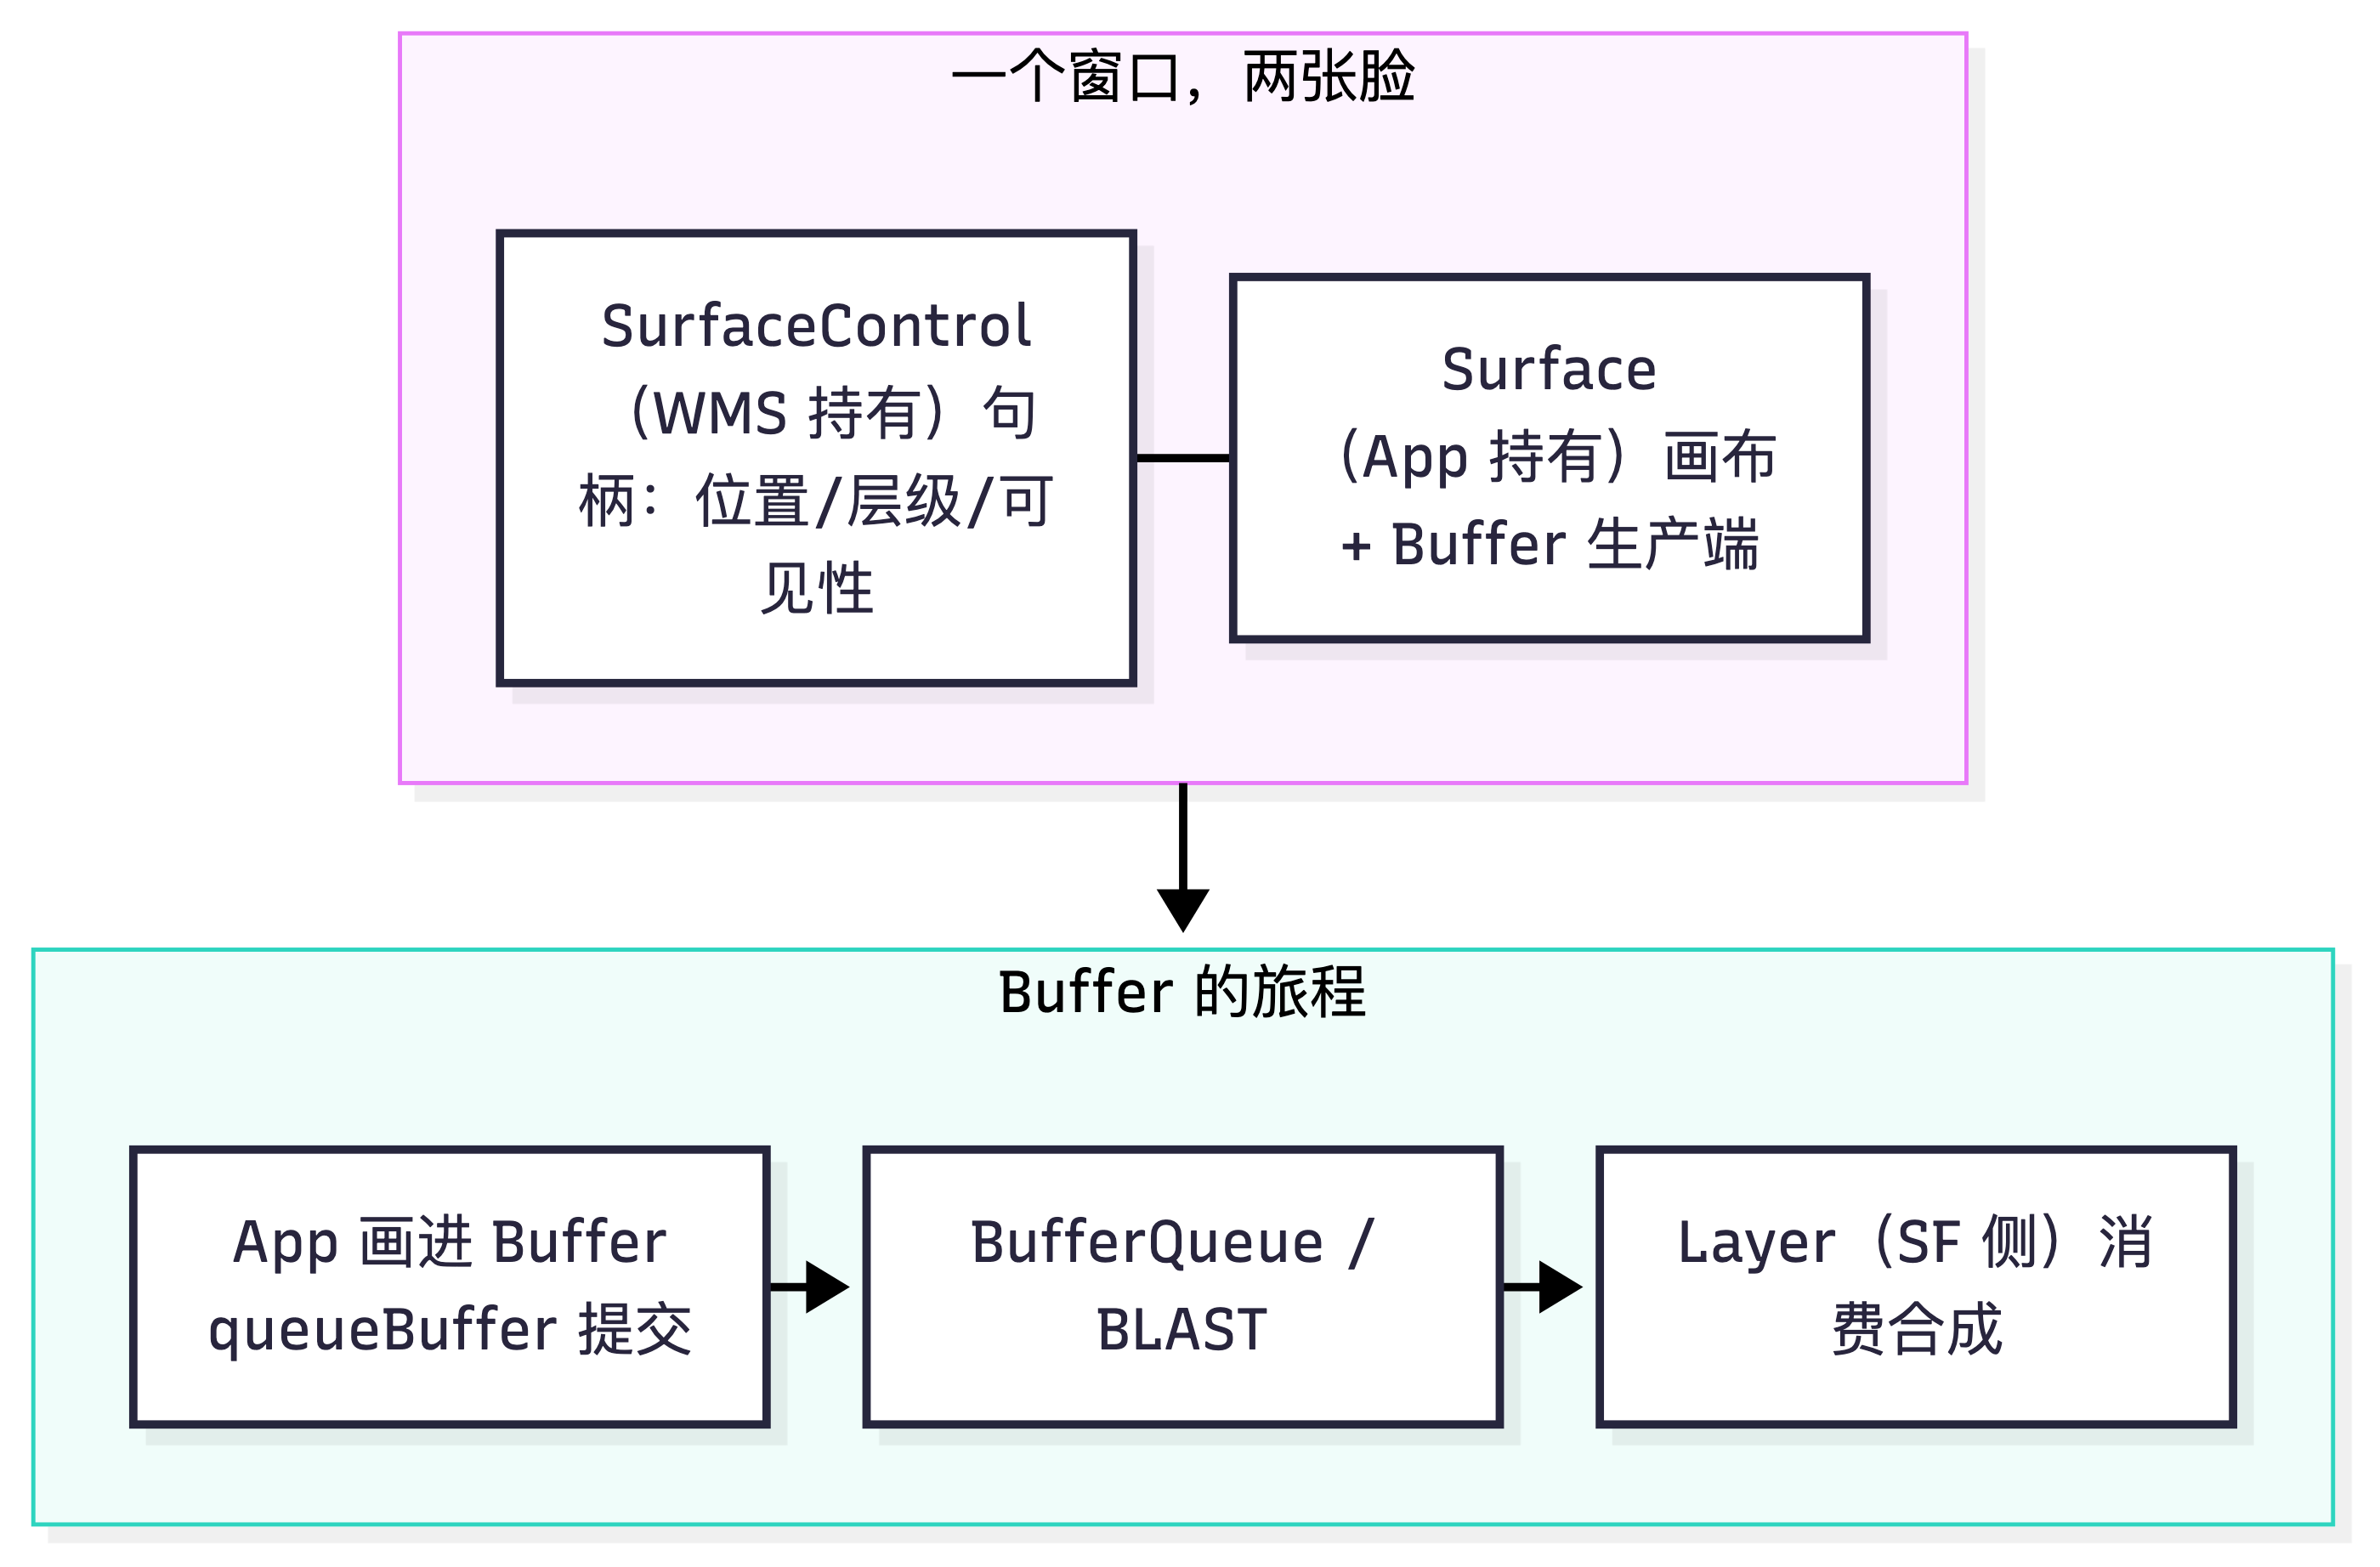 一个窗口，两张脸
SurfaceControl
（WMS 持有）句
柄：位置/层级/可
见性
Surface
（App 持有）画布
+ Buffer 生产端
Buffer 的旅程
App 画进 Buffer
queueBuffer 提交
BufferQueue /
BLAST
Layer（SF 侧）消
费合成